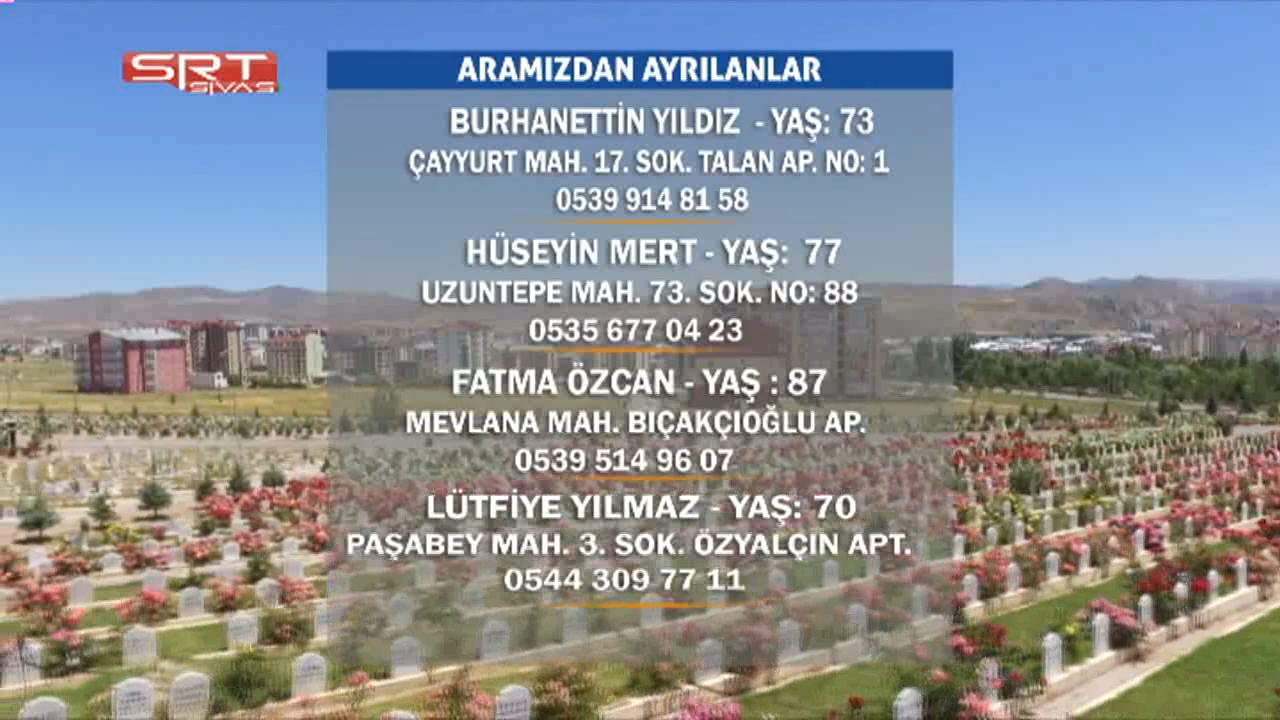 SRT
SİVAS
ARAMIZDAN AYRILANLAR
BURHANETTİN YILDIZ - YAŞ: 73
ÇAYYURT MAH. 17. SOK. TALAN AP. NO: 1
0539 914 81 58
HÜSEYİN MERT - YAŞ: 77
UZUNTEPE MAH. 73. SOK. NO: 88
0535 677 04 23
FATMA ÖZCAN - YAŞ : 87
MEVLANA MAH. BIÇAKÇIOĞLU AP.
0539 514 96 07
LÜTFİYE YILMAZ - YAŞ: 70
PAŞABEY MAH. 3. SOK. ÖZYALÇIN APT.
0544 309 77 11